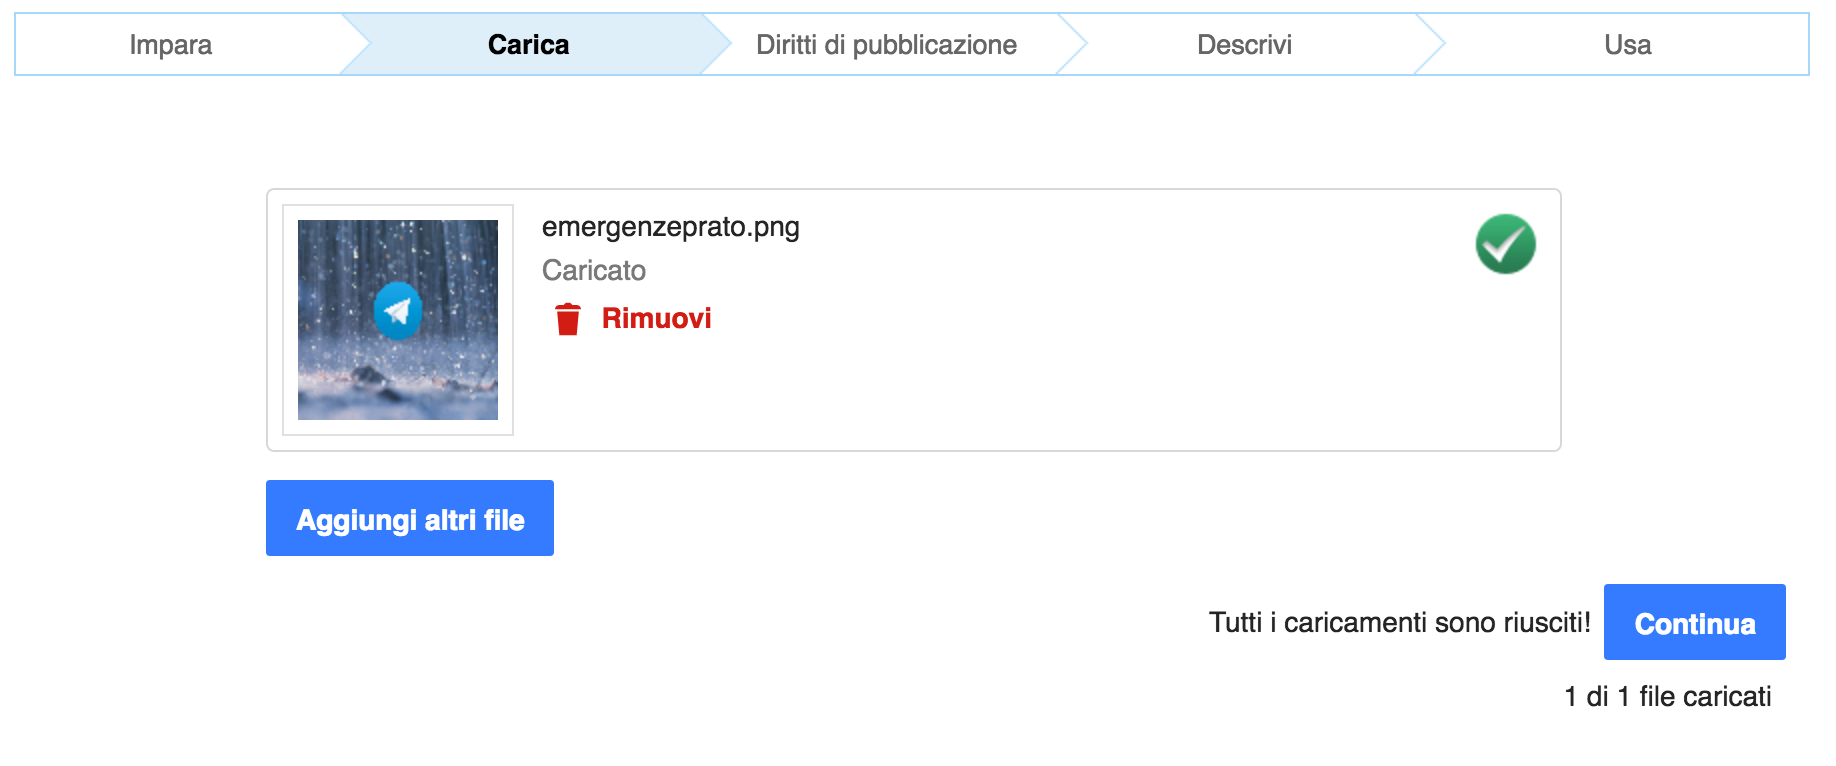 Impara
Carica
Diritti di pubblicazione
Descrivi
Usa
emergenzeprato.png
Caricato
Rimuovi
Aggiungi altri file
Tutti i caricamenti sono riusciti!
Continua
1 di 1 file caricati